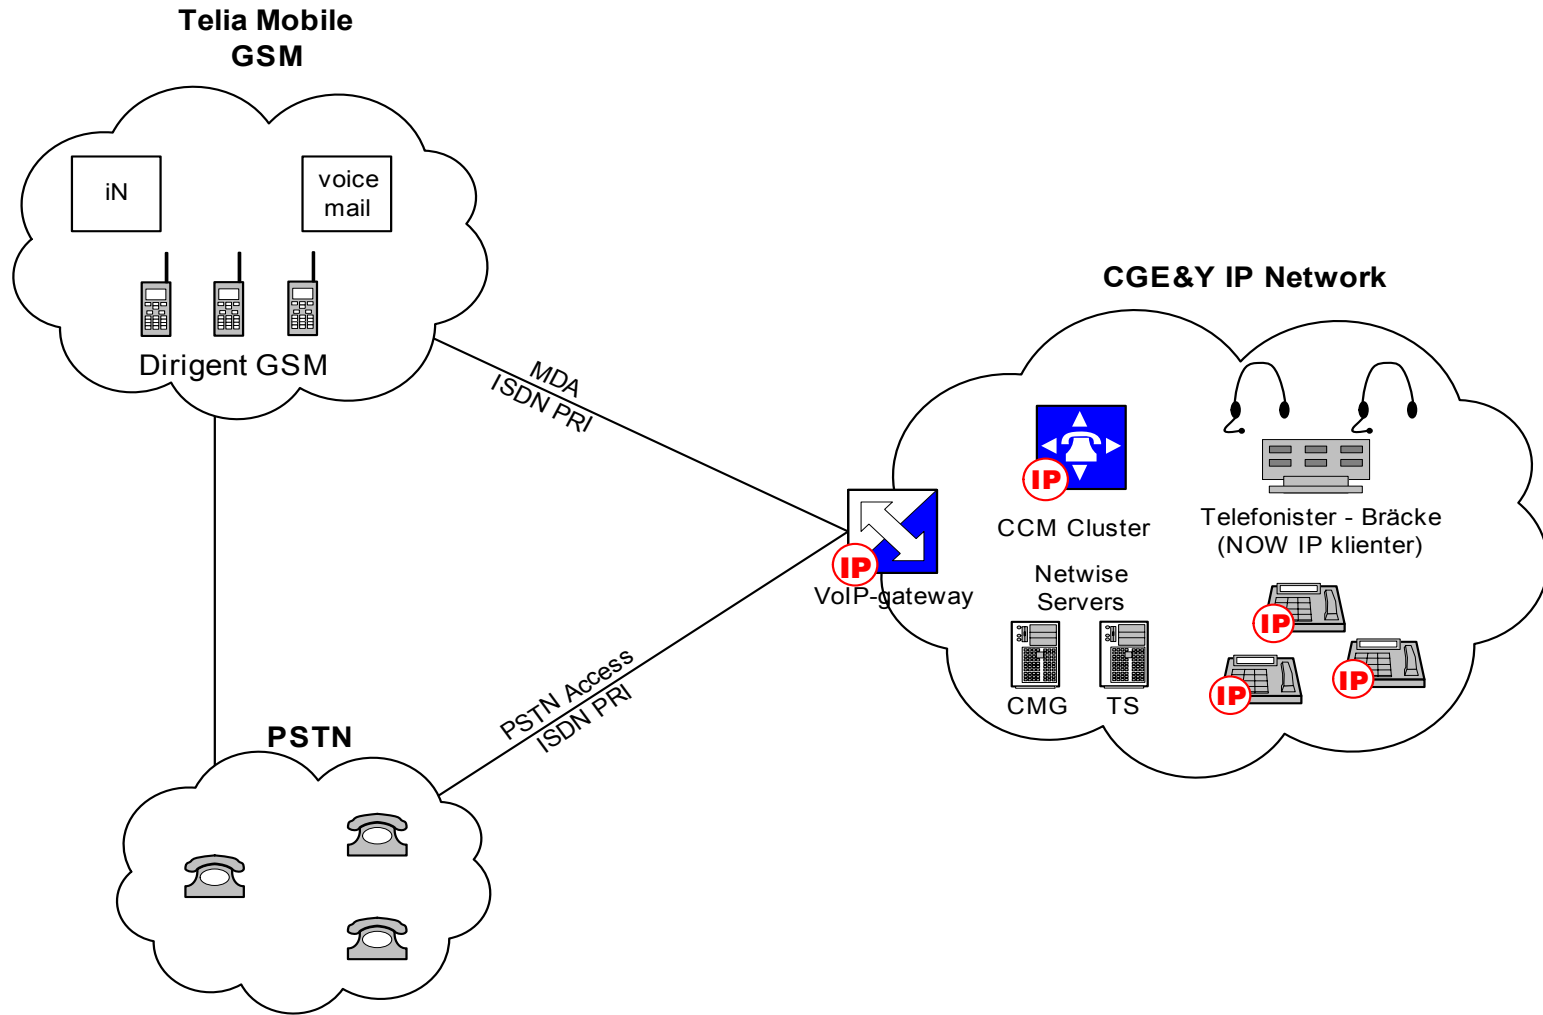 Telia Mobile
GSM
iN
voice
mail
Dirigent GSM
MDA
ISDN PRI
CGE&Y IP Network
IP
CCM Cluster
Telefonister - Bräcke
(NOW IP klienter)
IP
VoIP-gateway
Netwise
Servers
CMG
TS
IP
IP
IP
PSTN Access
ISDN PRI
PSTN